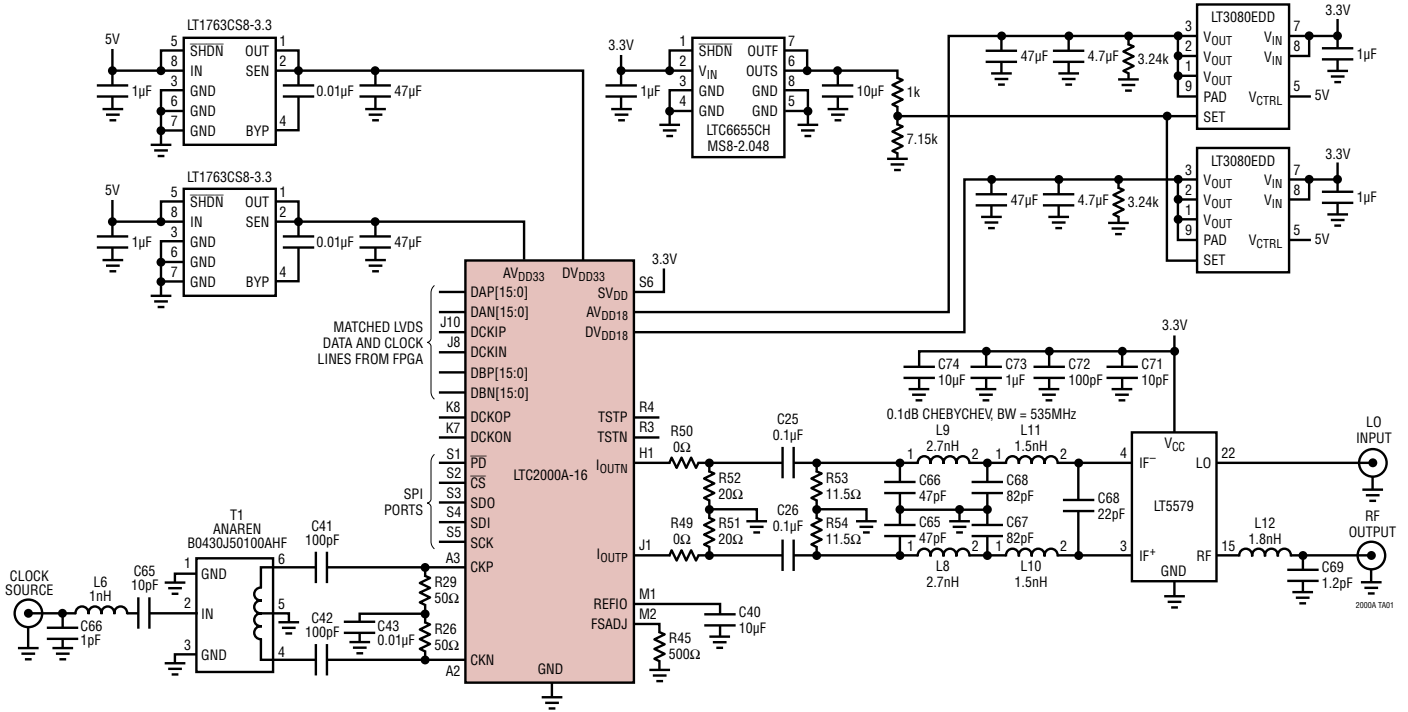 LT1763CS8-3.3
5V
1µF
5 SHDN OUT 1
8 IN SEN 2
3 GND
6 GND
7 GND BYP 4
0.01µF
47µF
LT1763CS8-3.3
5V
1µF
5 SHDN OUT 1
8 IN SEN 2
3 GND
6 GND
7 GND BYP 4
0.01µF
47µF
3.3V
1µF
1 SHDN OUTF 7
2 VIN OUTS 6
3 GND GND 8
4 GND GND 5
LTC6655CH
MS8-2.048
10µF
1k
7.15k
47µF
4.7µF
3.24k
LT3080EDD
3 VOUT VIN 7
2 VOUT VIN 8
1 VOUT
9 PAD VCTRL 5
SET
3.3V
1µF
5V
47µF
4.7µF
3.24k
LT3080EDD
3 VOUT VIN 7
2 VOUT VIN 8
1 VOUT
9 PAD VCTRL 5
SET
3.3V
1µF
5V
AVDD33 DVDD33
3.3V
S6
SVDD
AVDD18
DVDD18
MATCHED LVDS
DATA AND CLOCK
LINES FROM FPGA
DAP[15:0]
DAN[15:0]
J10 DCKIP
J8 DCKIN
DBP[15:0]
DBN[15:0]
K8 DCKOP
K7 DCKON
SPI
PORTS
S1 PD
S2 CS
S3 SDO
S4 SDI
S5 SCK
A3 CKP
A2 CKN
LTC2000A-16
GND
TSTP R4
TSTN R3
IOUTN H1
IOUTP J1
REFIO M1
FSADJ M2
C40
10µF
R45
500Ω
CLOCK
SOURCE
C66
1pF
L6
1nH
C65
10pF
T1
ANAREN
B0430J50100AHF
1 GND
2 IN
3 GND
6
5
4
C41
100pF
C42
100pF
C43
0.01µF
R29
50Ω
R26
50Ω
R50
0Ω
R49
0Ω
R52
20Ω
R51
20Ω
C25
0.1µF
C26
0.1µF
R53
11.5Ω
R54
11.5Ω
C74
10µF
C73
1µF
C72
100pF
C71
10pF
3.3V
0.1dB CHEBYCHEV, BW = 535MHz
L9
1 2
2.7nH
L11
1 2
1.5nH
C66
47pF
C68
82pF
C65
47pF
C67
82pF
C68
22pF
1 2
L8
2.7nH
1 2
L10
1.5nH
VCC
4 IF⁻ LO 22
LT5579
3 IF⁺ RF 15
GND
LO
INPUT
RF
OUTPUT
L12
1.8nH
C69
1.2pF
2000A TA01